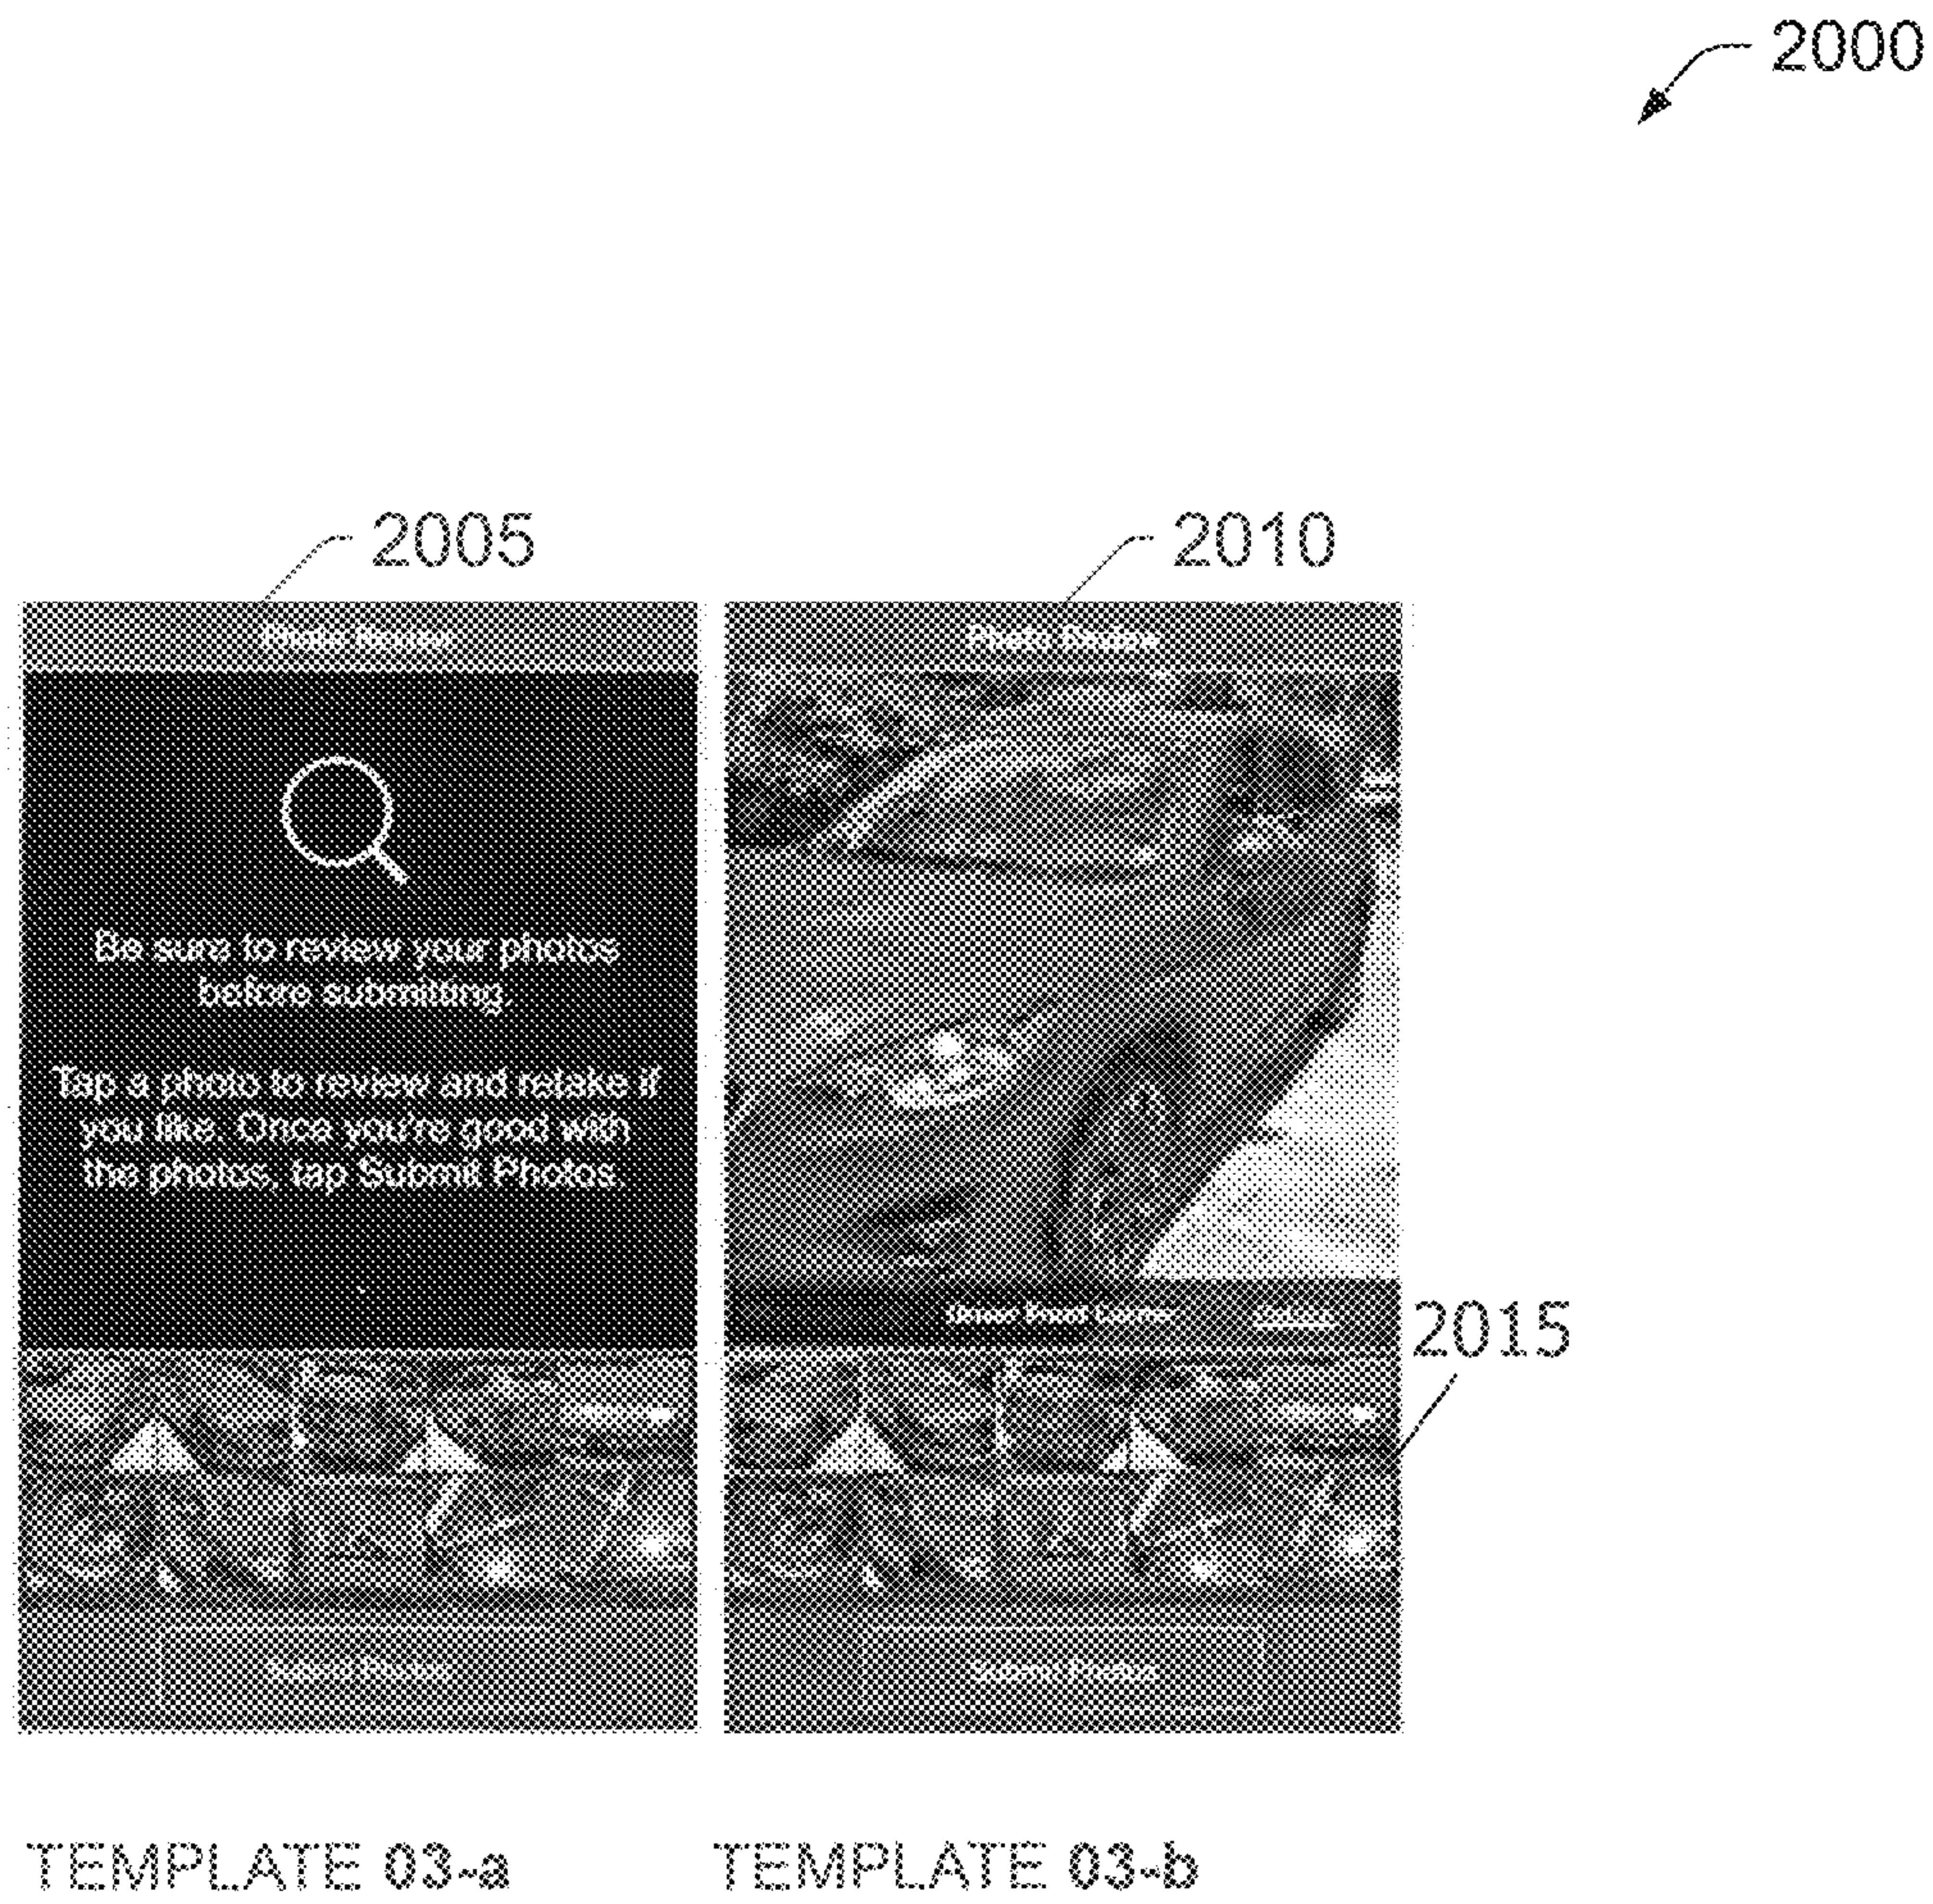 2000
2005
2010
Photo Review
Photo Review
Be sure to review your photos
before submitting.
Tap a photo to review and retake if
you like. Once you're good with
the photos, tap Submit Photos.
Front Corner
2015
Submit Photos
Submit Photos
TEMPLATE 03-a
TEMPLATE 03-b